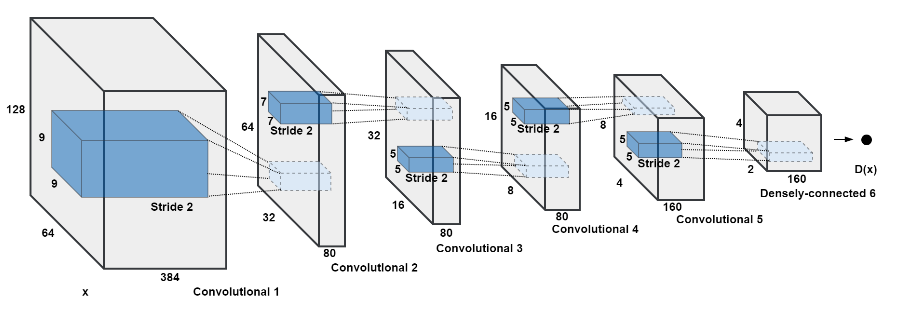 128
9
9
64
Stride 2
384
x
Convolutional 1
7
7
64
Stride 2
32
80
Convolutional 2
32
5
5
Stride 2
16
80
Convolutional 3
16
5
5
Stride 2
8
80
Convolutional 4
8
5
5
Stride 2
4
160
Convolutional 5
4
2
160
Densely-connected 6
D(x)